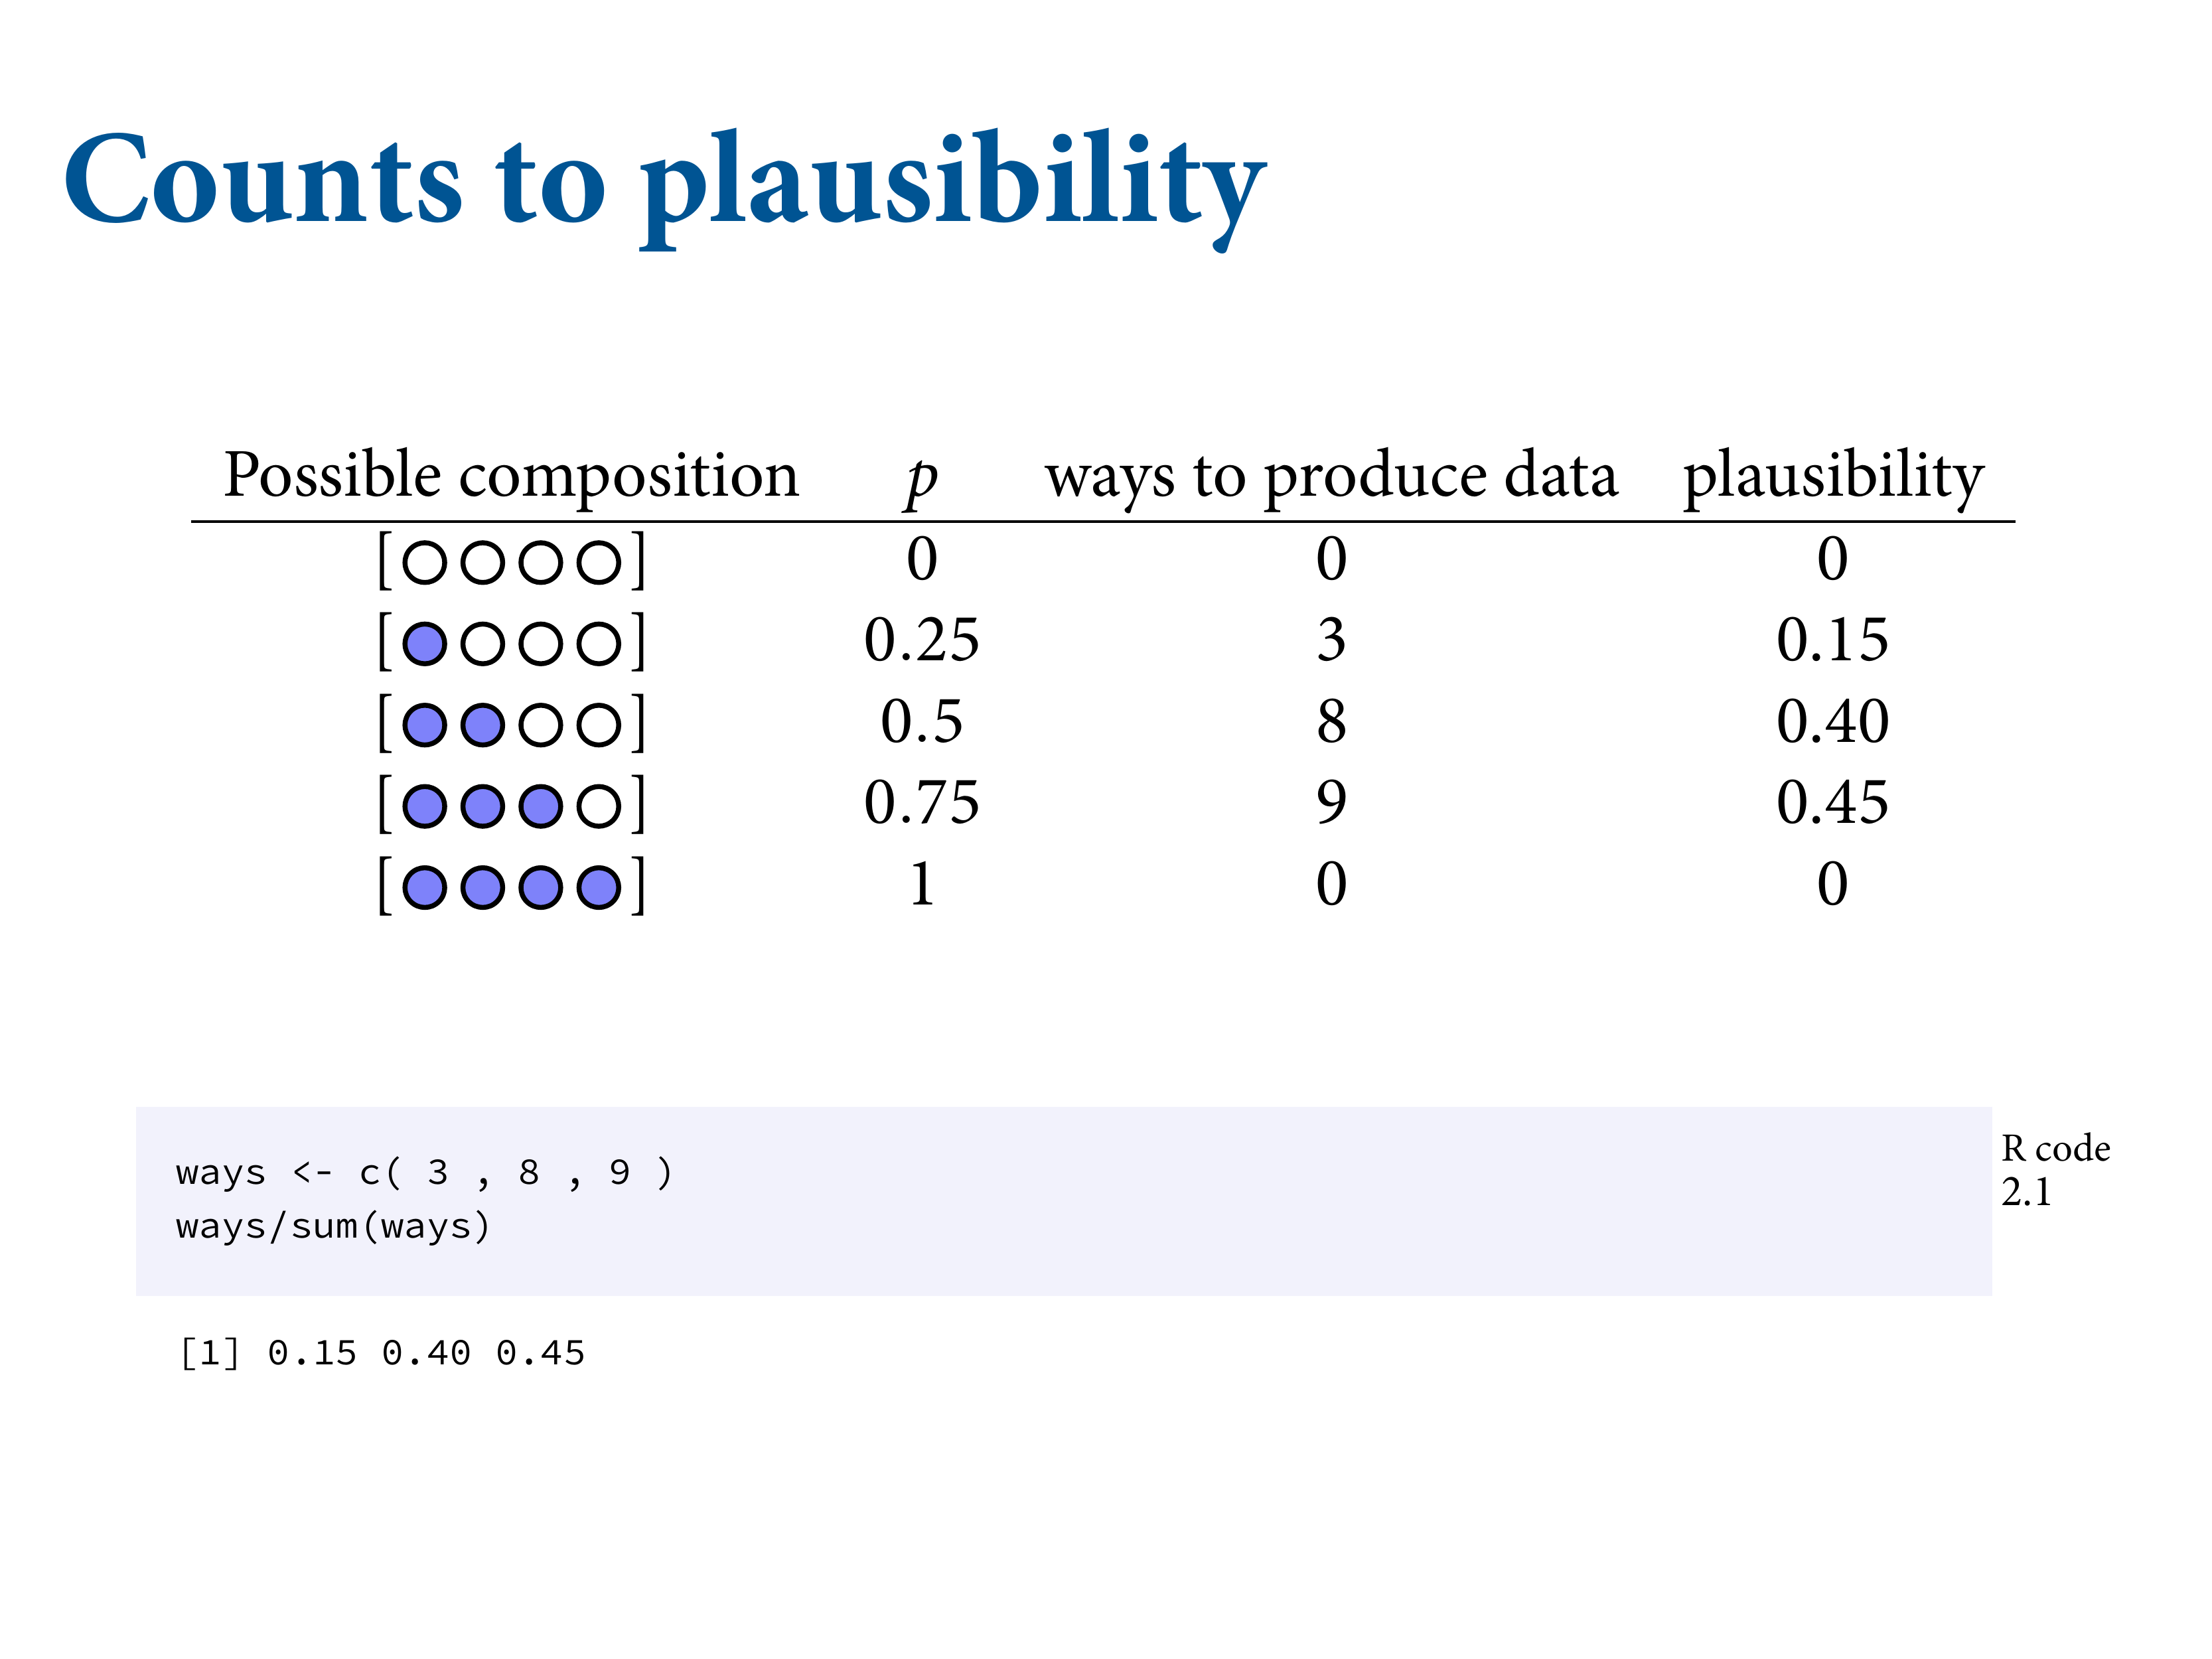 Counts to plausibility
Possible composition p ways to produce data plausibility
[○○○○] 0 0 0
[●○○○] 0.25 3 0.15
[●●○○] 0.5 8 0.40
[●●●○] 0.75 9 0.45
[●●●●] 1 0 0
R code
2.1
ways <- c( 3 , 8 , 9 )
ways/sum(ways)
[1] 0.15 0.40 0.45